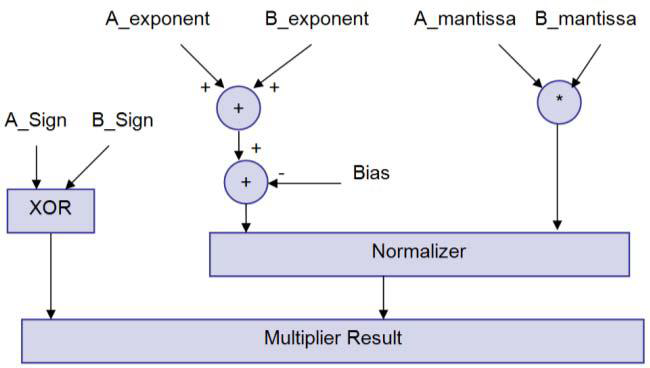 A_exponent B_exponent A_mantissa B_mantissa
+ +
+ *
A_Sign B_Sign
+
- Bias
+
XOR
Normalizer
Multiplier Result